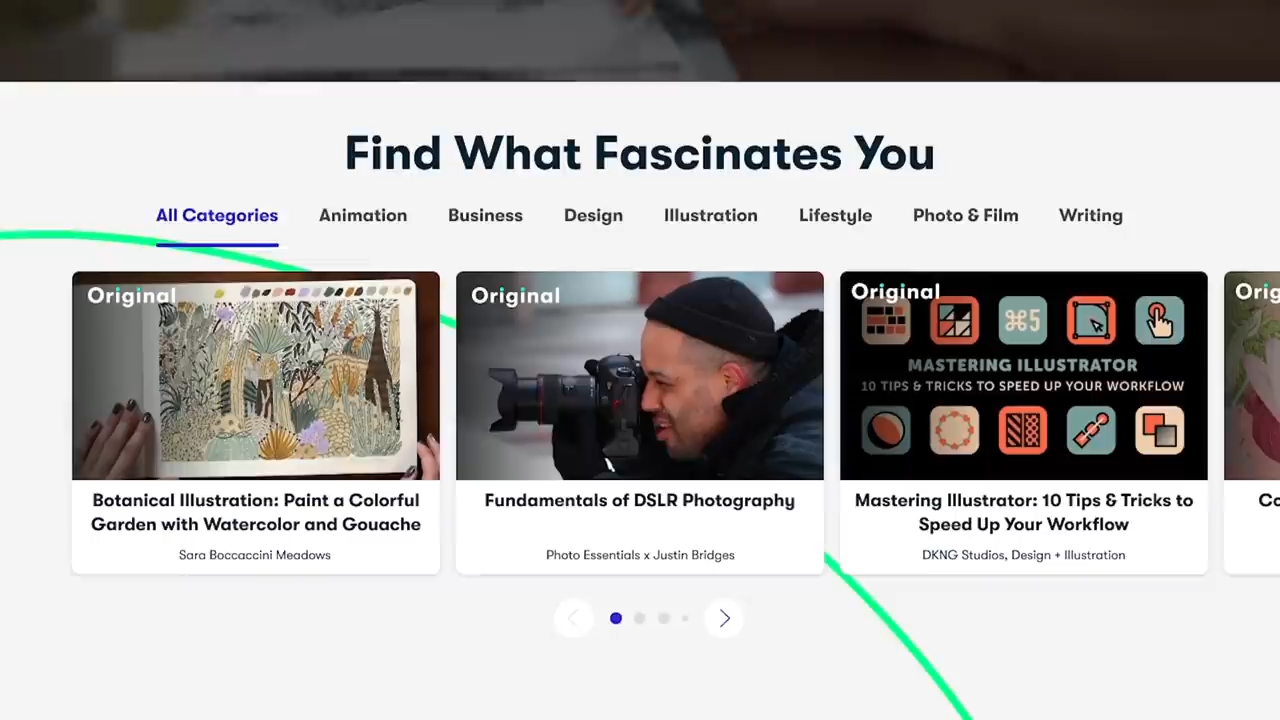 Find What Fascinates You
All Categories Animation Business Design Illustration Lifestyle Photo & Film Writing
Original
Original
Original
⌘5
MASTERING ILLUSTRATOR
10 TIPS & TRICKS TO SPEED UP YOUR WORKFLOW
Botanical Illustration: Paint a Colorful
Garden with Watercolor and Gouache
Sara Boccaccini Meadows
Fundamentals of DSLR Photography
Photo Essentials x Justin Bridges
Mastering Illustrator: 10 Tips & Tricks to
Speed Up Your Workflow
DKNG Studios, Design + Illustration